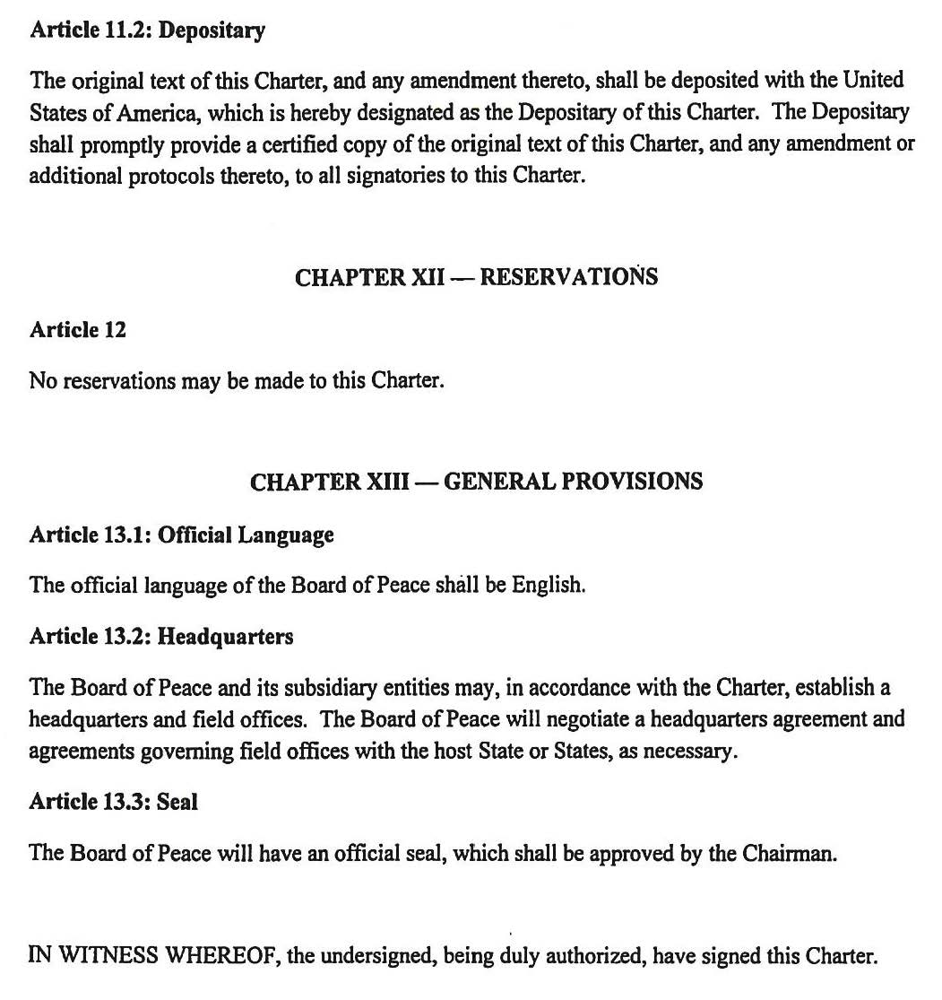 Article 11.2: Depositary
The original text of this Charter, and any amendment thereto, shall be deposited with the United
States of America, which is hereby designated as the Depositary of this Charter.  The Depositary
shall promptly provide a certified copy of the original text of this Charter, and any amendment or
additional protocols thereto, to all signatories to this Charter.
CHAPTER XII — RESERVATIONS
Article 12
No reservations may be made to this Charter.
CHAPTER XIII — GENERAL PROVISIONS
Article 13.1: Official Language
The official language of the Board of Peace shall be English.
Article 13.2: Headquarters
The Board of Peace and its subsidiary entities may, in accordance with the Charter, establish a
headquarters and field offices.  The Board of Peace will negotiate a headquarters agreement and
agreements governing field offices with the host State or States, as necessary.
Article 13.3: Seal
The Board of Peace will have an official seal, which shall be approved by the Chairman.
IN WITNESS WHEREOF, the undersigned, being duly authorized, have signed this Charter.